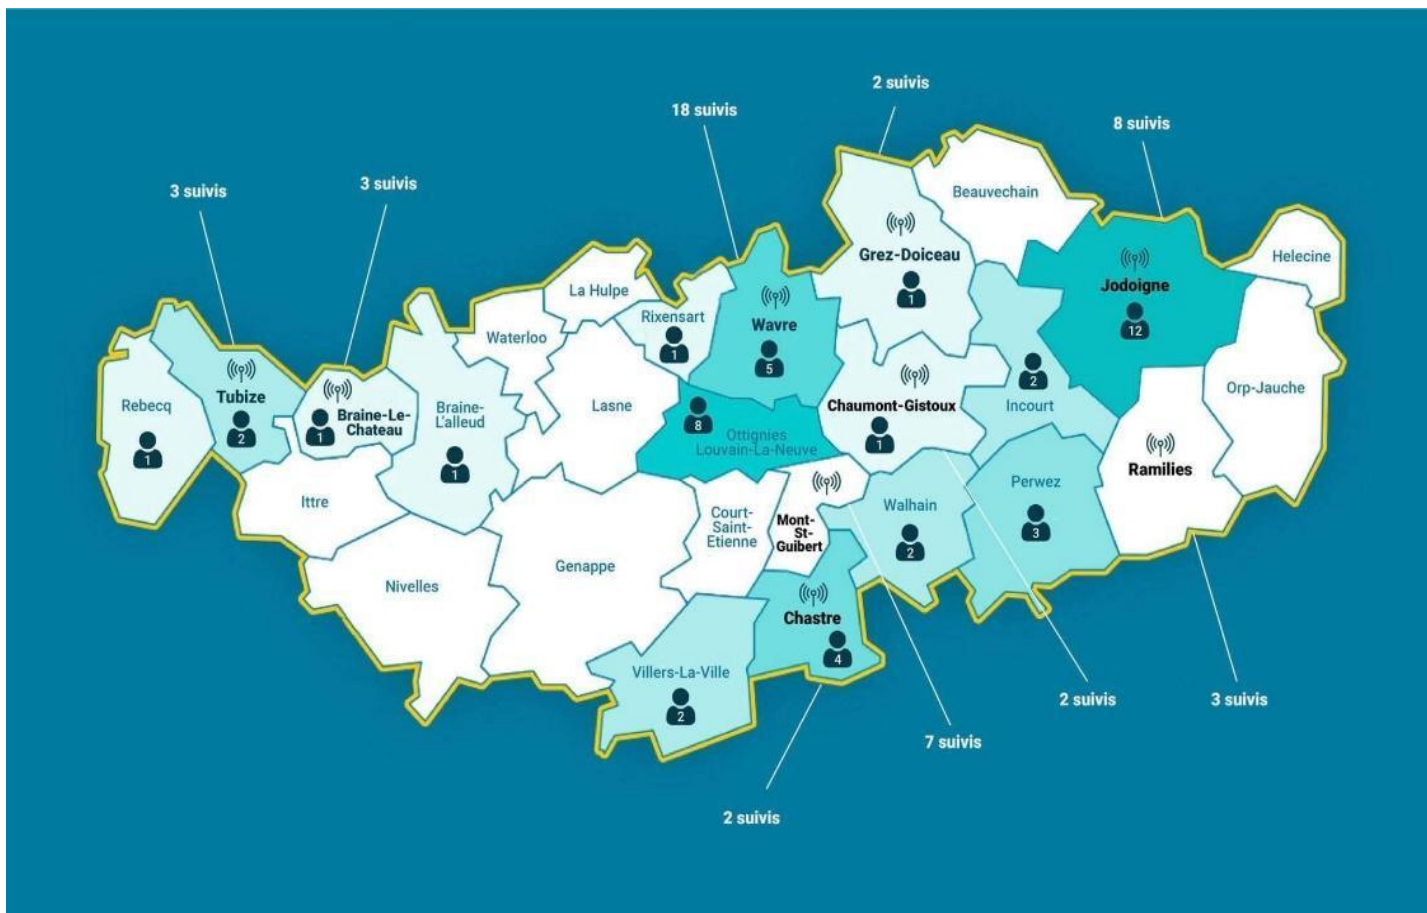 2 suivis
18 suivis
8 suivis
3 suivis
3 suivis
Beauvechain
Grez-Doiceau
1
Helecine
Jodoigne
12
La Hulpe
Rixensart
1
Wavre
5
Waterloo
Rebecq
1
Tubize
2
Braine-Le-
Chateau
1
Braine-
L'alleud
1
Lasne
8
Ottignies
Louvain-La-Neuve
Chaumont-Gistoux
1
2
Incourt
Orp-Jauche
Ramilies
Ittre
Court-
Saint-
Etienne
Mont-
St-
Guibert
Walhain
2
Perwez
3
Nivelles
Genappe
Chastre
4
Villers-La-Ville
2
2 suivis
3 suivis
7 suivis
2 suivis